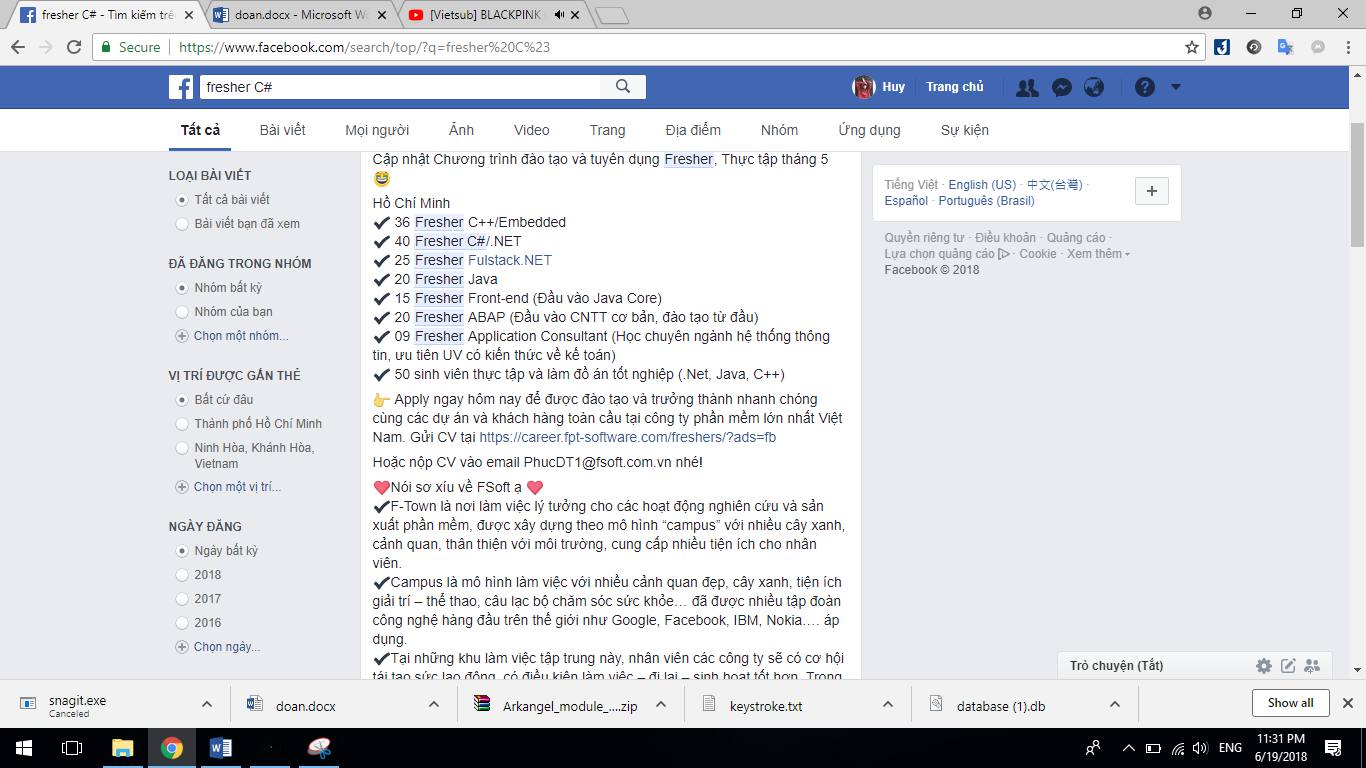 fresher C# - Tìm kiếm trê
doan.docx - Microsoft Wo
[Vietsub] BLACKPINK
Secure
https://www.facebook.com/search/top/?q=fresher%20C%23
fresher C#
Huy
Trang chủ
Tất cả
Bài viết
Mọi người
Ảnh
Video
Trang
Địa điểm
Nhóm
Ứng dụng
Sự kiện
LOẠI BÀI VIẾT
Tất cả bài viết
Bài viết bạn đã xem
ĐÃ ĐĂNG TRONG NHÓM
Nhóm bất kỳ
Nhóm của bạn
Chọn một nhóm...
VỊ TRÍ ĐƯỢC GẮN THẺ
Bất cứ đâu
Thành phố Hồ Chí Minh
Ninh Hòa, Khánh Hòa,
Vietnam
Chọn một vị trí...
NGÀY ĐĂNG
Ngày bất kỳ
2018
2017
2016
Chọn ngày...
Cập nhật Chương trình đào tạo và tuyển dụng Fresher, Thực tập tháng 5
😆
Hồ Chí Minh
✔ 36 Fresher C++/Embedded
✔ 40 Fresher C#/.NET
✔ 25 Fresher Fulstack.NET
✔ 20 Fresher Java
✔ 15 Fresher Front-end (Đầu vào Java Core)
✔ 20 Fresher ABAP (Đầu vào CNTT cơ bản, đào tạo từ đầu)
✔ 09 Fresher Application Consultant (Học chuyên ngành hệ thống thông
tin, ưu tiên UV có kiến thức về kế toán)
✔ 50 sinh viên thực tập và làm đồ án tốt nghiệp (.Net, Java, C++)
👉 Apply ngay hôm nay để được đào tạo và trưởng thành nhanh chóng
cùng các dự án và khách hàng toàn cầu tại công ty phần mềm lớn nhất Việt
Nam. Gửi CV tại https://career.fpt-software.com/freshers/?ads=fb
Hoặc nộp CV vào email PhucDT1@fsoft.com.vn nhé!
❤Nói sơ xíu về FSoft ạ ❤
✔F-Town là nơi làm việc lý tưởng cho các hoạt động nghiên cứu và sản
xuất phần mềm, được xây dựng theo mô hình “campus” với nhiều cây xanh,
cảnh quan, thân thiện với môi trường, cung cấp nhiều tiện ích cho nhân
viên.
✔Campus là mô hình làm việc với nhiều cảnh quan đẹp, cây xanh, tiện ích
giải trí – thể thao, câu lạc bộ chăm sóc sức khỏe… đã được nhiều tập đoàn
công nghệ hàng đầu trên thế giới như Google, Facebook, IBM, Nokia…. áp
dụng.
✔Tại những khu làm việc tập trung này, nhân viên các công ty sẽ có cơ hội
tái tạo sức lao động, có điều kiện làm việc – đi lại – sinh hoạt tốt hơn. Trong
Tiếng Việt · English (US) · 中文(台灣) ·
Español · Português (Brasil)
Quyền riêng tư · Điều khoản · Quảng cáo ·
Lựa chọn quảng cáo · Cookie · Xem thêm
Facebook © 2018
Trò chuyện (Tắt)
snagit.exe
Canceled
doan.docx
Arkangel_module_....zip
keystroke.txt
database (1).db
Show all
ENG
11:31 PM
6/19/2018